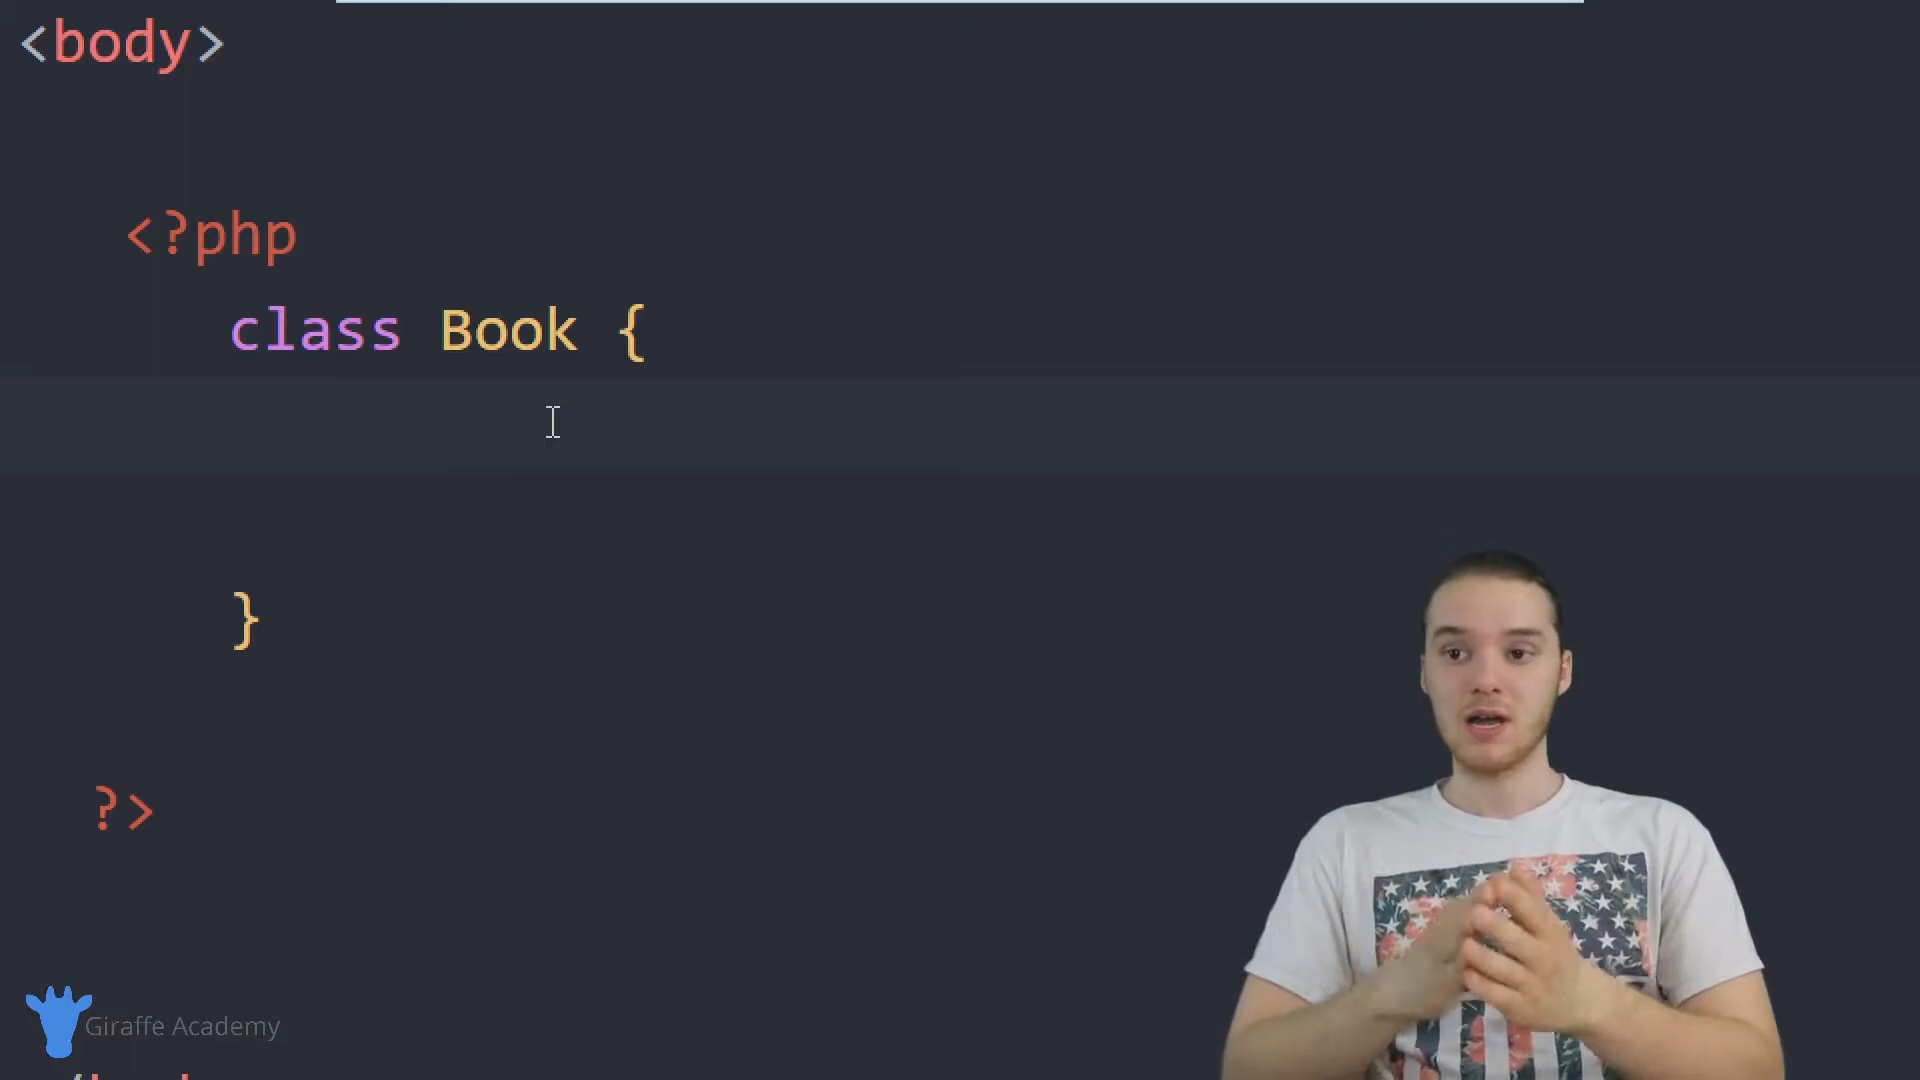 <body>
<?php
class Book {
}
?>
Giraffe Academy